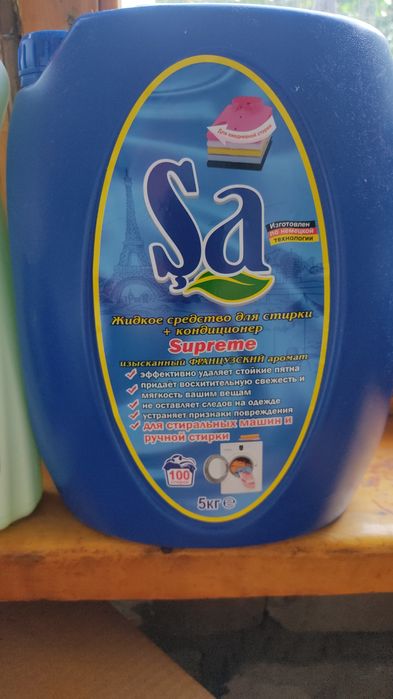 Для ежедневной стирки
Şa
Изготовлен
по немецкой
технологии
Жидкое средство для стирки
+ кондиционер
Supreme
изысканный ФРАНЦУЗСКИЙ аромат
эффективно удаляет стойкие пятна
придает восхитительную свежесть и
мягкость вашим вещам
не оставляет следов на одежде
устраняет признаки повреждения
для стиральных машин и
ручной стирки
100
5кг e